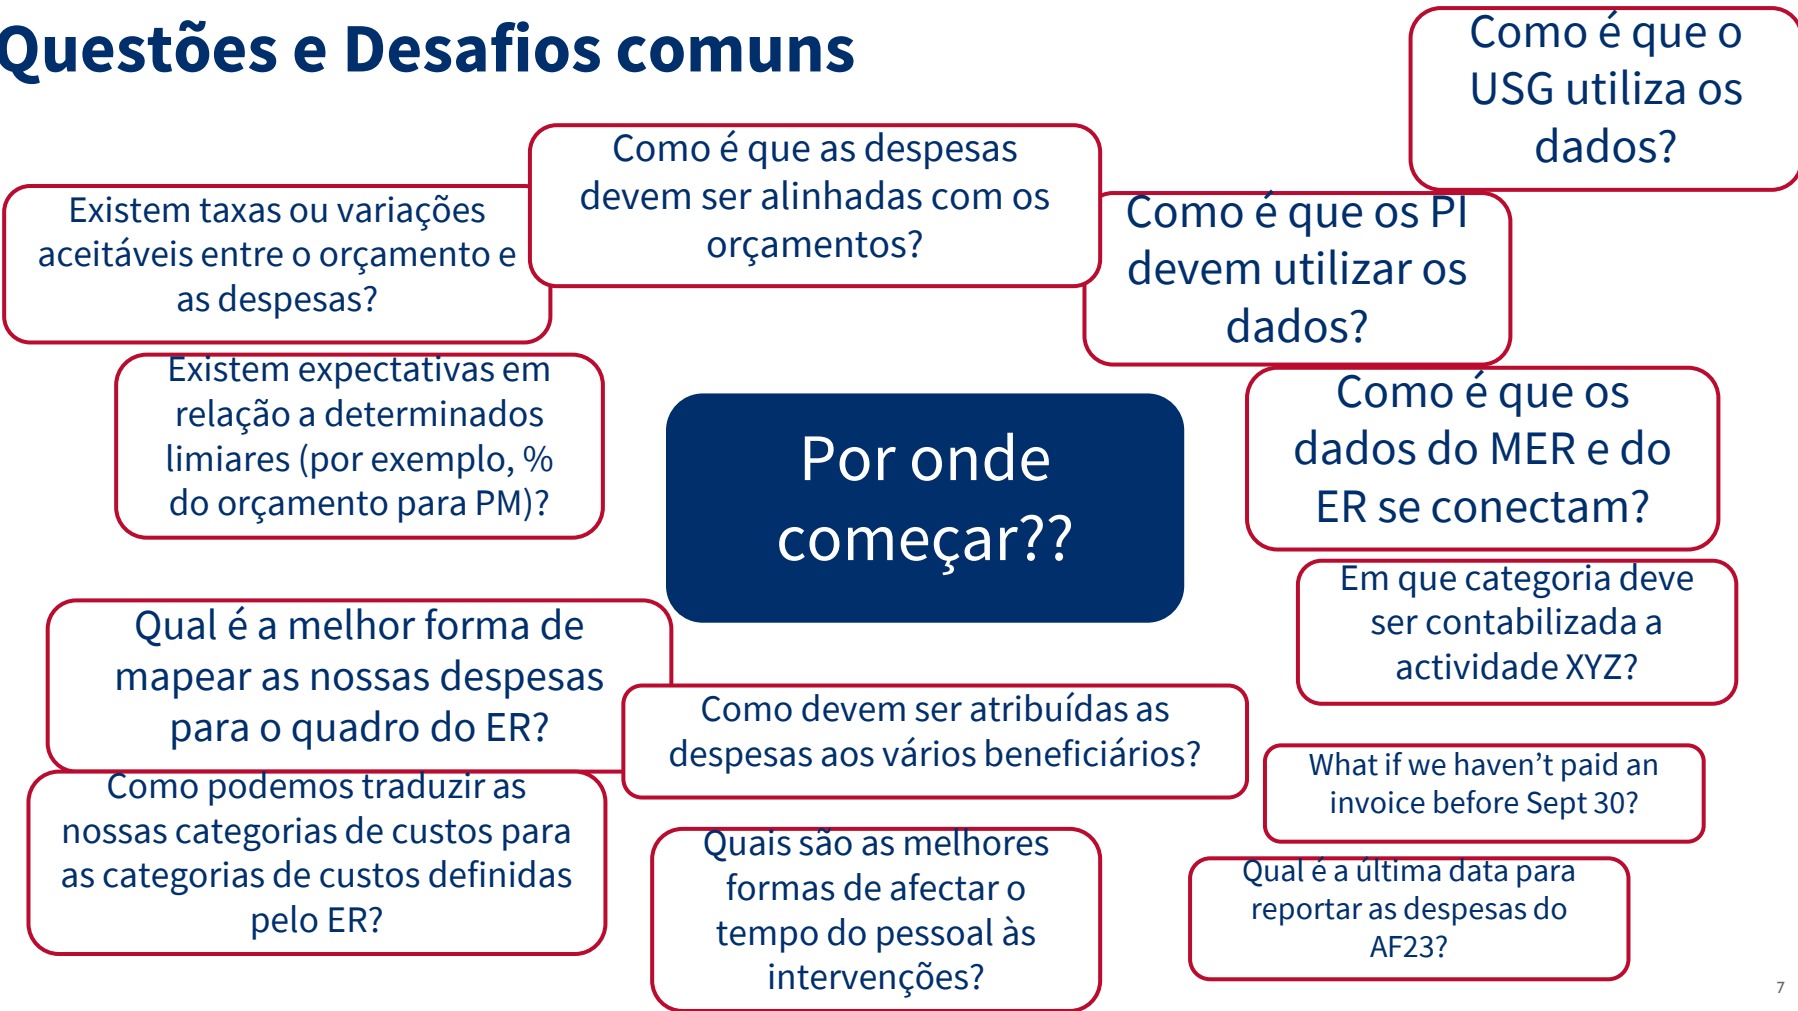 Questões e Desafios comuns
Como é que o
USG utiliza os
dados?
Como é que as despesas
devem ser alinhadas com os
orçamentos?
Existem taxas ou variações
aceitáveis entre o orçamento e
as despesas?
Como é que os PI
devem utilizar os
dados?
Existem expectativas em
relação a determinados
limiares (por exemplo, %
do orçamento para PM)?
Por onde
começar??
Como é que os
dados do MER e do
ER se conectam?
Em que categoria deve
ser contabilizada a
actividade XYZ?
Qual é a melhor forma de
mapear as nossas despesas
para o quadro do ER?
Como devem ser atribuídas as
despesas aos vários beneficiários?
What if we haven’t paid an
invoice before Sept 30?
Como podemos traduzir as
nossas categorias de custos para
as categorias de custos definidas
pelo ER?
Quais são as melhores
formas de afectar o
tempo do pessoal às
intervenções?
Qual é a última data para
reportar as despesas do
AF23?
7